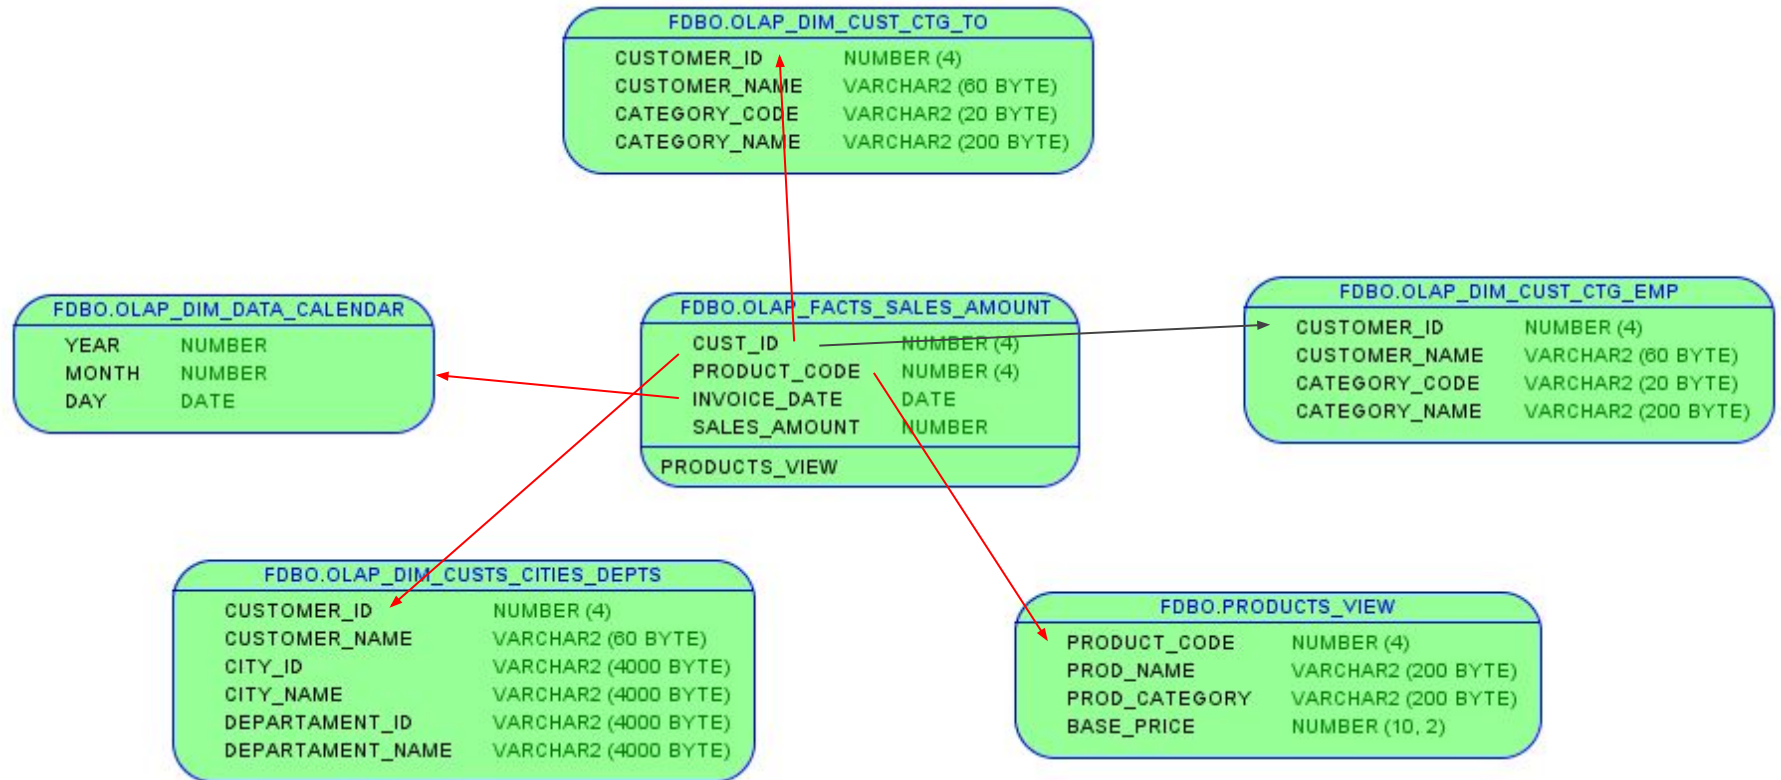 FDBO.OLAP_DIM_CUST_CTG_TO
CUSTOMER_ID NUMBER (4)
CUSTOMER_NAME VARCHAR2 (60 BYTE)
CATEGORY_CODE VARCHAR2 (20 BYTE)
CATEGORY_NAME VARCHAR2 (200 BYTE)
FDBO.OLAP_DIM_DATA_CALENDAR
YEAR NUMBER
MONTH NUMBER
DAY DATE
FDBO.OLAP_FACTS_SALES_AMOUNT
CUST_ID NUMBER (4)
PRODUCT_CODE NUMBER (4)
INVOICE_DATE DATE
SALES_AMOUNT NUMBER
PRODUCTS_VIEW
FDBO.OLAP_DIM_CUST_CTG_EMP
CUSTOMER_ID NUMBER (4)
CUSTOMER_NAME VARCHAR2 (60 BYTE)
CATEGORY_CODE VARCHAR2 (20 BYTE)
CATEGORY_NAME VARCHAR2 (200 BYTE)
FDBO.OLAP_DIM_CUSTS_CITIES_DEPTS
CUSTOMER_ID NUMBER (4)
CUSTOMER_NAME VARCHAR2 (60 BYTE)
CITY_ID VARCHAR2 (4000 BYTE)
CITY_NAME VARCHAR2 (4000 BYTE)
DEPARTAMENT_ID VARCHAR2 (4000 BYTE)
DEPARTAMENT_NAME VARCHAR2 (4000 BYTE)
FDBO.PRODUCTS_VIEW
PRODUCT_CODE NUMBER (4)
PROD_NAME VARCHAR2 (200 BYTE)
PROD_CATEGORY VARCHAR2 (200 BYTE)
BASE_PRICE NUMBER (10, 2)